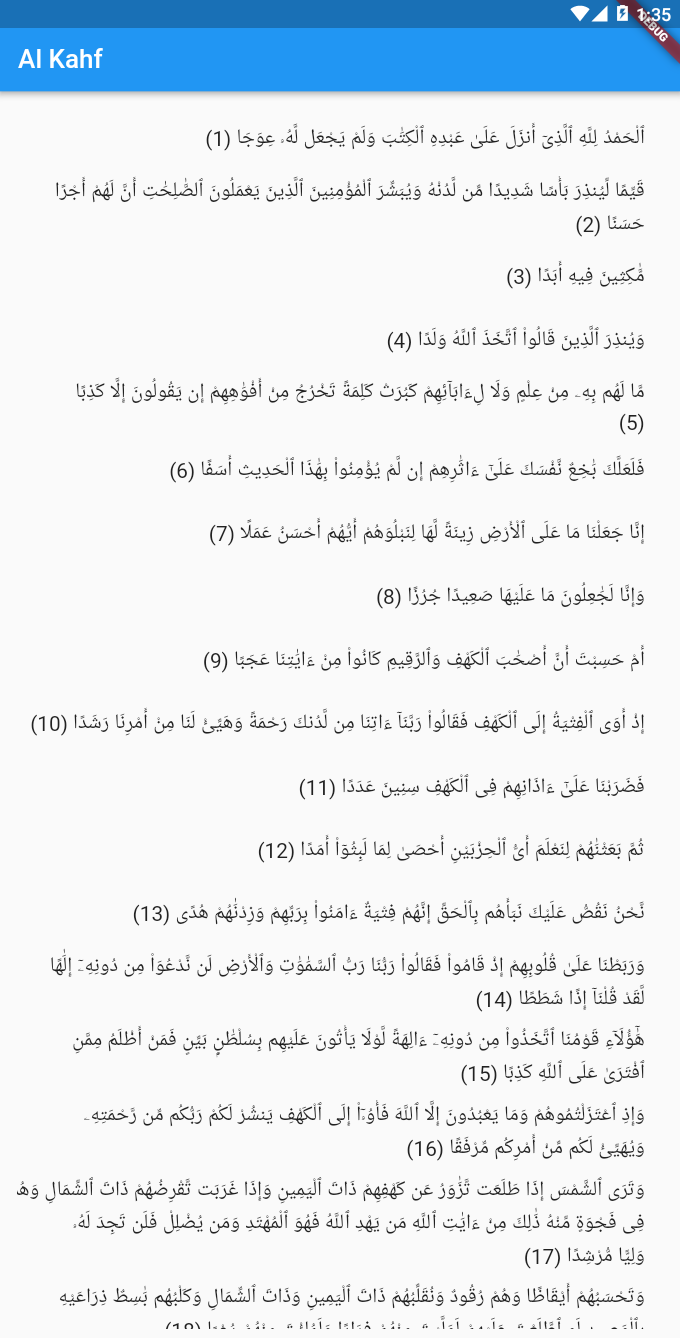 1:35
DEBUG
Al Kahf
ٱلْحَمْدُ لِلَّهِ ٱلَّذِىٓ أَنزَلَ عَلَىٰ عَبْدِهِ ٱلْكِتَٰبَ وَلَمْ يَجْعَل لَّهُۥ عِوَجَا (1)
قَيِّمًا لِّيُنذِرَ بَأْسًا شَدِيدًا مِّن لَّدُنْهُ وَيُبَشِّرَ ٱلْمُؤْمِنِينَ ٱلَّذِينَ يَعْمَلُونَ ٱلصَّٰلِحَٰتِ أَنَّ لَهُمْ أَجْرًا
حَسَنًا (2)
مَّٰكِثِينَ فِيهِ أَبَدًا (3)
وَيُنذِرَ ٱلَّذِينَ قَالُوا۟ ٱتَّخَذَ ٱللَّهُ وَلَدًا (4)
مَّا لَهُم بِهِۦ مِنْ عِلْمٍ وَلَا لِءَابَآئِهِمْ كَبُرَتْ كَلِمَةً تَخْرُجُ مِنْ أَفْوَٰهِهِمْ إِن يَقُولُونَ إِلَّا كَذِبًا
(5)
فَلَعَلَّكَ بَٰخِعٌ نَّفْسَكَ عَلَىٰٓ ءَاثَٰرِهِمْ إِن لَّمْ يُؤْمِنُوا۟ بِهَٰذَا ٱلْحَدِيثِ أَسَفًا (6)
إِنَّا جَعَلْنَا مَا عَلَى ٱلْأَرْضِ زِينَةً لَّهَا لِنَبْلُوَهُمْ أَيُّهُمْ أَحْسَنُ عَمَلًا (7)
وَإِنَّا لَجَٰعِلُونَ مَا عَلَيْهَا صَعِيدًا جُرُزًا (8)
أَمْ حَسِبْتَ أَنَّ أَصْحَٰبَ ٱلْكَهْفِ وَٱلرَّقِيمِ كَانُوا۟ مِنْ ءَايَٰتِنَا عَجَبًا (9)
إِذْ أَوَى ٱلْفِتْيَةُ إِلَى ٱلْكَهْفِ فَقَالُوا۟ رَبَّنَآ ءَاتِنَا مِن لَّدُنكَ رَحْمَةً وَهَيِّئْ لَنَا مِنْ أَمْرِنَا رَشَدًا (10)
فَضَرَبْنَا عَلَىٰٓ ءَاذَانِهِمْ فِى ٱلْكَهْفِ سِنِينَ عَدَدًا (11)
ثُمَّ بَعَثْنَٰهُمْ لِنَعْلَمَ أَىُّ ٱلْحِزْبَيْنِ أَحْصَىٰ لِمَا لَبِثُوٓا۟ أَمَدًا (12)
نَّحْنُ نَقُصُّ عَلَيْكَ نَبَأَهُم بِٱلْحَقِّ إِنَّهُمْ فِتْيَةٌ ءَامَنُوا۟ بِرَبِّهِمْ وَزِدْنَٰهُمْ هُدًى (13)
وَرَبَطْنَا عَلَىٰ قُلُوبِهِمْ إِذْ قَامُوا۟ فَقَالُوا۟ رَبُّنَا رَبُّ ٱلسَّمَٰوَٰتِ وَٱلْأَرْضِ لَن نَّدْعُوَا۟ مِن دُونِهِۦٓ إِلَٰهًا
لَّقَدْ قُلْنَآ إِذًا شَطَطًا (14)
هَٰٓؤُلَآءِ قَوْمُنَا ٱتَّخَذُوا۟ مِن دُونِهِۦٓ ءَالِهَةً لَّوْلَا يَأْتُونَ عَلَيْهِم بِسُلْطَٰنٍۭ بَيِّنٍ فَمَنْ أَظْلَمُ مِمَّنِ
ٱفْتَرَىٰ عَلَى ٱللَّهِ كَذِبًا (15)
وَإِذِ ٱعْتَزَلْتُمُوهُمْ وَمَا يَعْبُدُونَ إِلَّا ٱللَّهَ فَأْوُۥٓا۟ إِلَى ٱلْكَهْفِ يَنشُرْ لَكُمْ رَبُّكُم مِّن رَّحْمَتِهِۦ
وَيُهَيِّئْ لَكُم مِّنْ أَمْرِكُم مِّرْفَقًا (16)
وَتَرَى ٱلشَّمْسَ إِذَا طَلَعَت تَّزَٰوَرُ عَن كَهْفِهِمْ ذَاتَ ٱلْيَمِينِ وَإِذَا غَرَبَت تَّقْرِضُهُمْ ذَاتَ ٱلشِّمَالِ وَهُ
فِى فَجْوَةٍ مِّنْهُ ذَٰلِكَ مِنْ ءَايَٰتِ ٱللَّهِ مَن يَهْدِ ٱللَّهُ فَهُوَ ٱلْمُهْتَدِ وَمَن يُضْلِلْ فَلَن تَجِدَ لَهُۥ
وَلِيًّا مُّرْشِدًا (17)
وَتَحْسَبُهُمْ أَيْقَاظًا وَهُمْ رُقُودٌ وَنُقَلِّبُهُمْ ذَاتَ ٱلْيَمِينِ وَذَاتَ ٱلشِّمَالِ وَكَلْبُهُم بَٰسِطٌ ذِرَاعَيْهِ